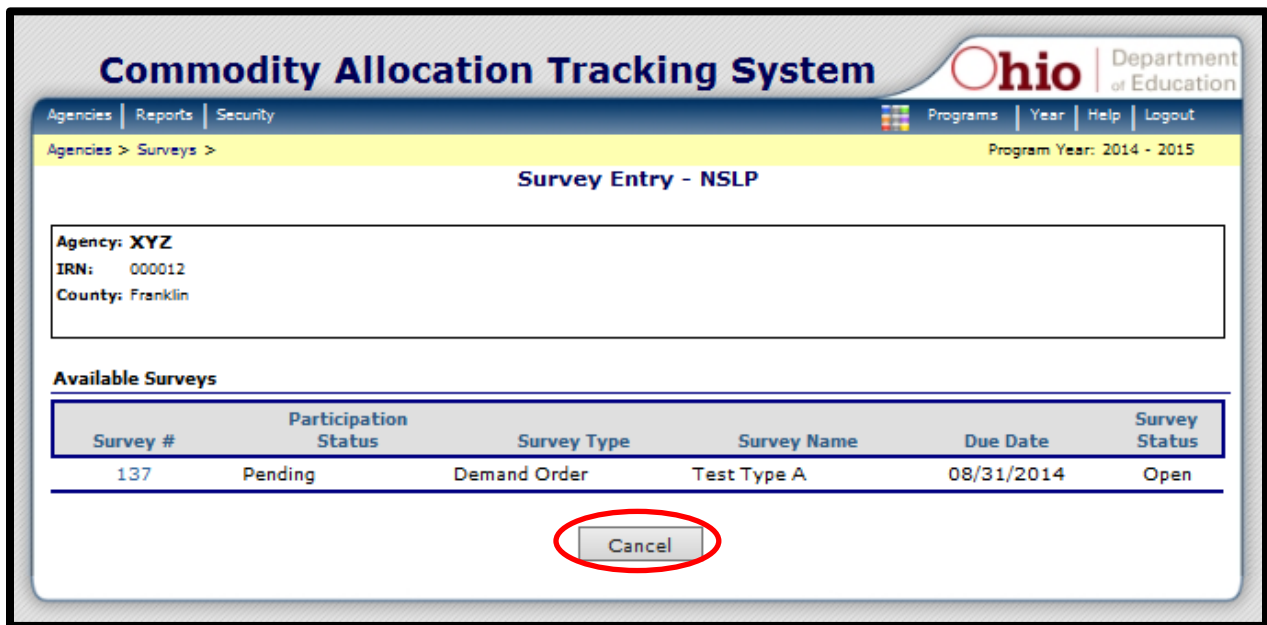 Commodity Allocation Tracking System
Ohio Department of Education
Agencies | Reports | Security Programs | Year | Help | Logout
Agencies > Surveys > Program Year: 2014 - 2015
Survey Entry - NSLP
Agency: XYZ
IRN: 000012
County: Franklin
Available Surveys
Survey # Participation Status Survey Type Survey Name Due Date Survey Status
137 Pending Demand Order Test Type A 08/31/2014 Open
Cancel